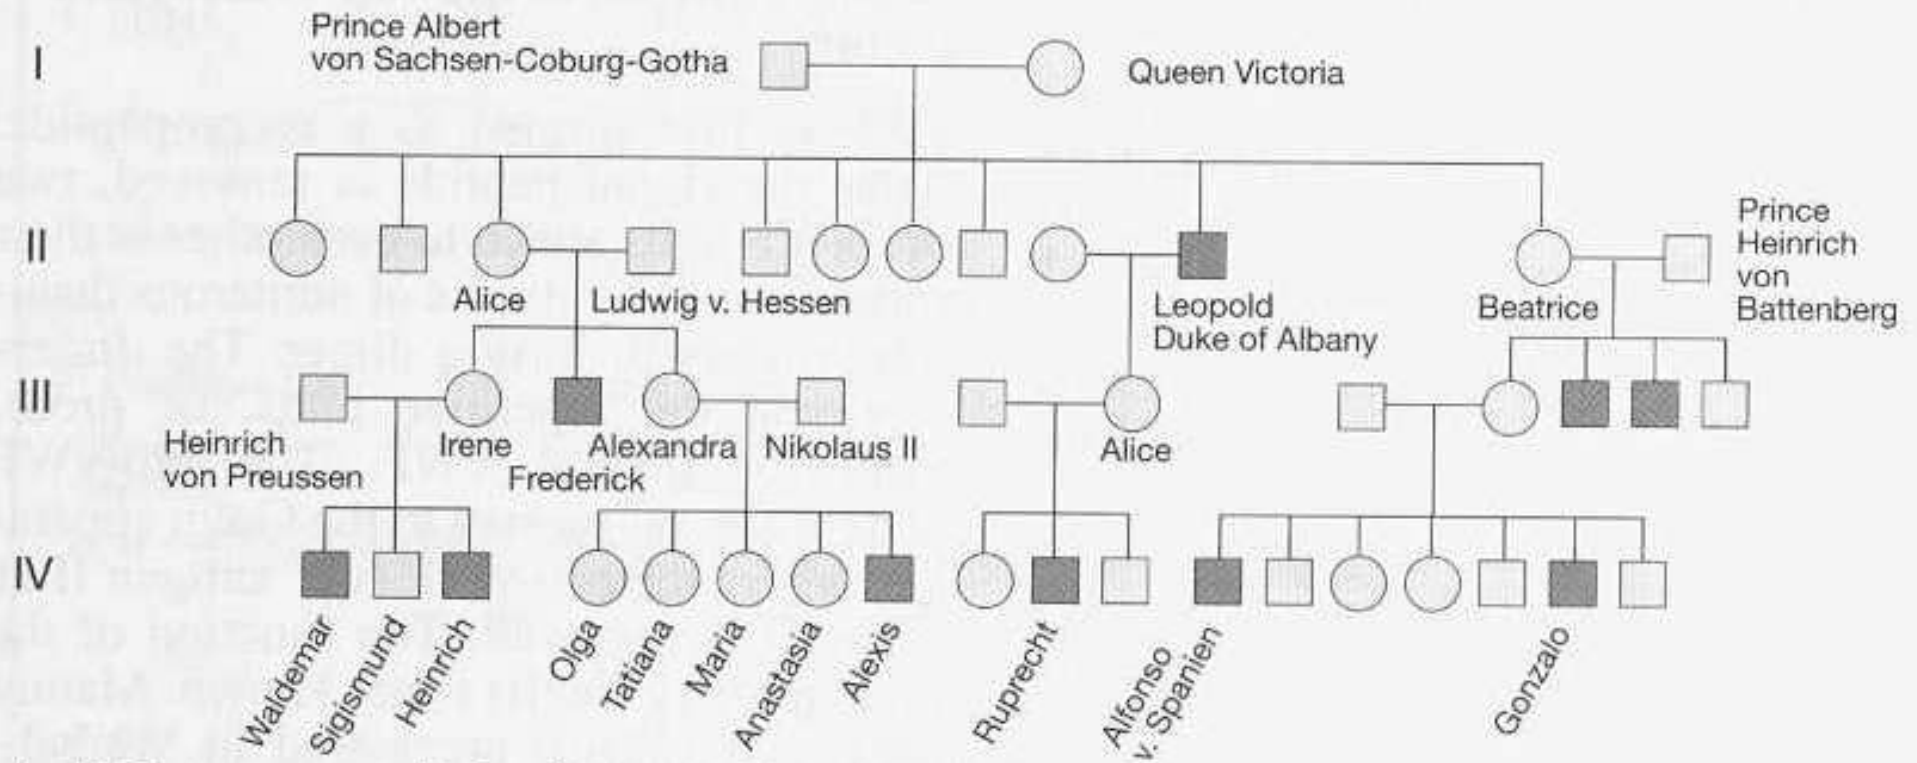 I
Prince Albert
von Sachsen-Coburg-Gotha
Queen Victoria
II
Alice
Ludwig v. Hessen
Leopold
Duke of Albany
Beatrice
Prince
Heinrich
von
Battenberg
III
Heinrich
von Preussen
Irene
Frederick
Alexandra
Nikolaus II
Alice
IV
Waldemar
Sigismund
Heinrich
Olga
Tatiana
Maria
Anastasia
Alexis
Ruprecht
Alfonso
v. Spanien
Gonzalo